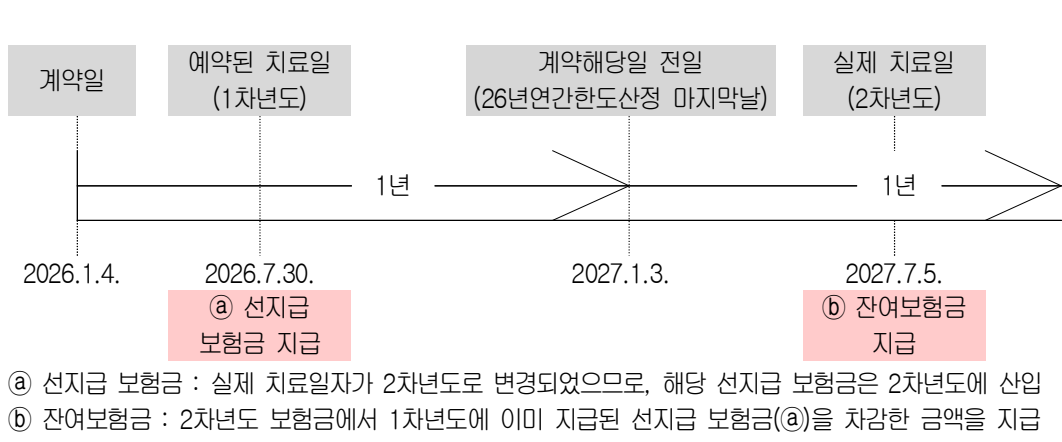 계약일
예약된 치료일
(1차년도)
계약해당일 전일
(26년연간한도산정 마지막날)
실제 치료일
(2차년도)
1년
1년
2026.1.4.
2026.7.30.
2027.1.3.
2027.7.5.
ⓐ 선지급
보험금 지급
ⓑ 잔여보험금
지급
ⓐ 선지급 보험금 : 실제 치료일자가 2차년도로 변경되었으므로, 해당 선지급 보험금은 2차년도에 산입
ⓑ 잔여보험금 : 2차년도 보험금에서 1차년도에 이미 지급된 선지급 보험금(ⓐ)을 차감한 금액을 지급